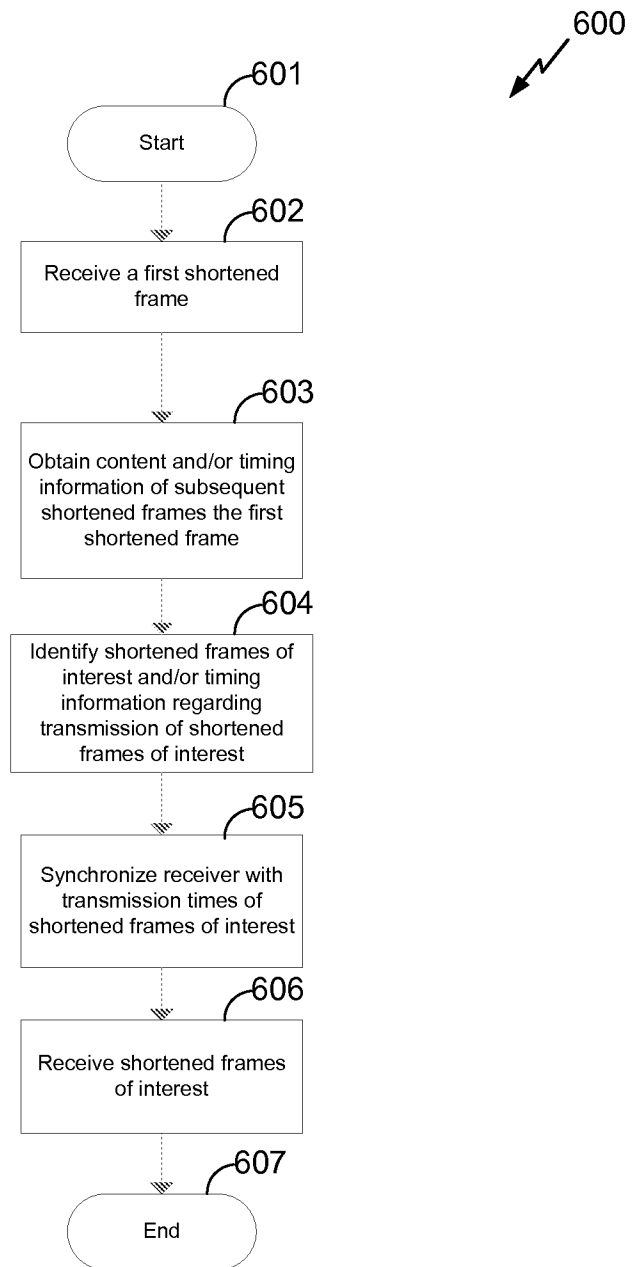 600
601
Start
602
Receive a first shortened
frame
603
Obtain content and/or timing
information of subsequent
shortened frames the first
shortened frame
604
Identify shortened frames of
interest and/or timing
information regarding
transmission of shortened
frames of interest
605
Synchronize receiver with
transmission times of
shortened frames of interest
606
Receive shortened frames
of interest
607
End